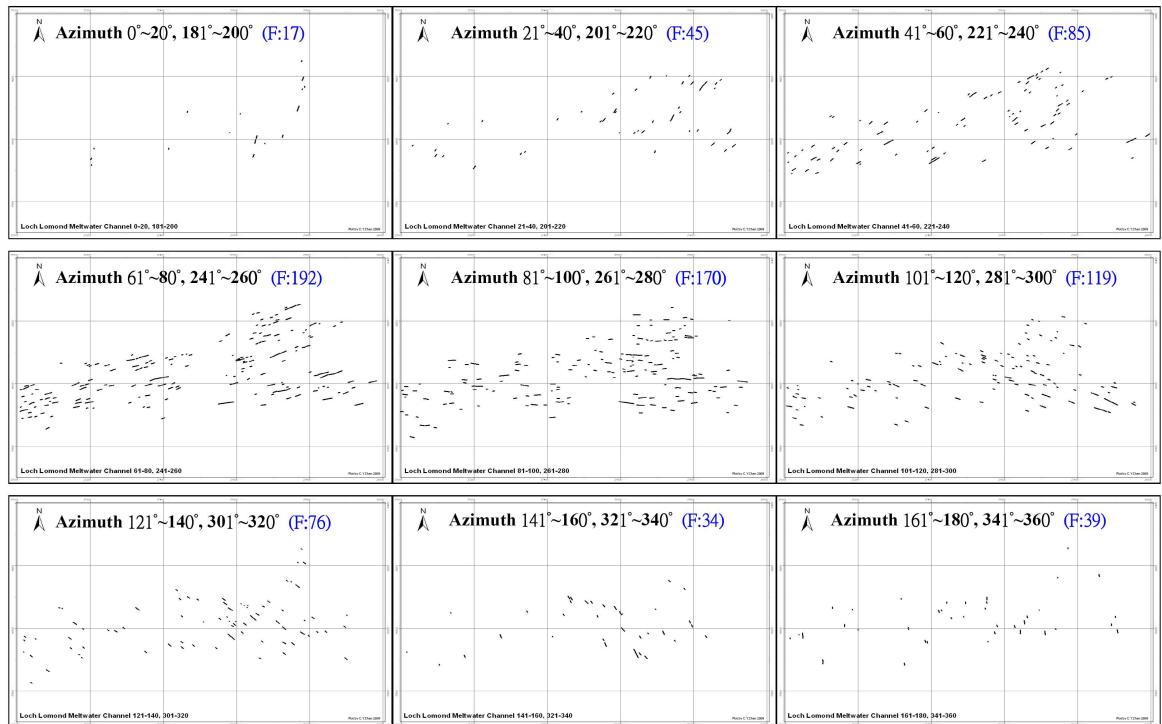 N
Azimuth 0°~20°, 181°~200° (F:17)
Loch Lomond Meltwater Channel 0-20, 181-200
N
Azimuth 21°~40°, 201°~220° (F:45)
Loch Lomond Meltwater Channel 21-40, 201-220
N
Azimuth 41°~60°, 221°~240° (F:85)
Loch Lomond Meltwater Channel 41-60, 221-240
N
Azimuth 61°~80°, 241°~260° (F:192)
Loch Lomond Meltwater Channel 61-80, 241-260
N
Azimuth 81°~100°, 261°~280° (F:170)
Loch Lomond Meltwater Channel 81-100, 261-280
N
Azimuth 101°~120°, 281°~300° (F:119)
Loch Lomond Meltwater Channel 101-120, 281-300
N
Azimuth 121°~140°, 301°~320° (F:76)
Loch Lomond Meltwater Channel 121-140, 301-320
N
Azimuth 141°~160°, 321°~340° (F:34)
Loch Lomond Meltwater Channel 141-160, 321-340
N
Azimuth 161°~180°, 341°~360° (F:39)
Loch Lomond Meltwater Channel 161-180, 341-360